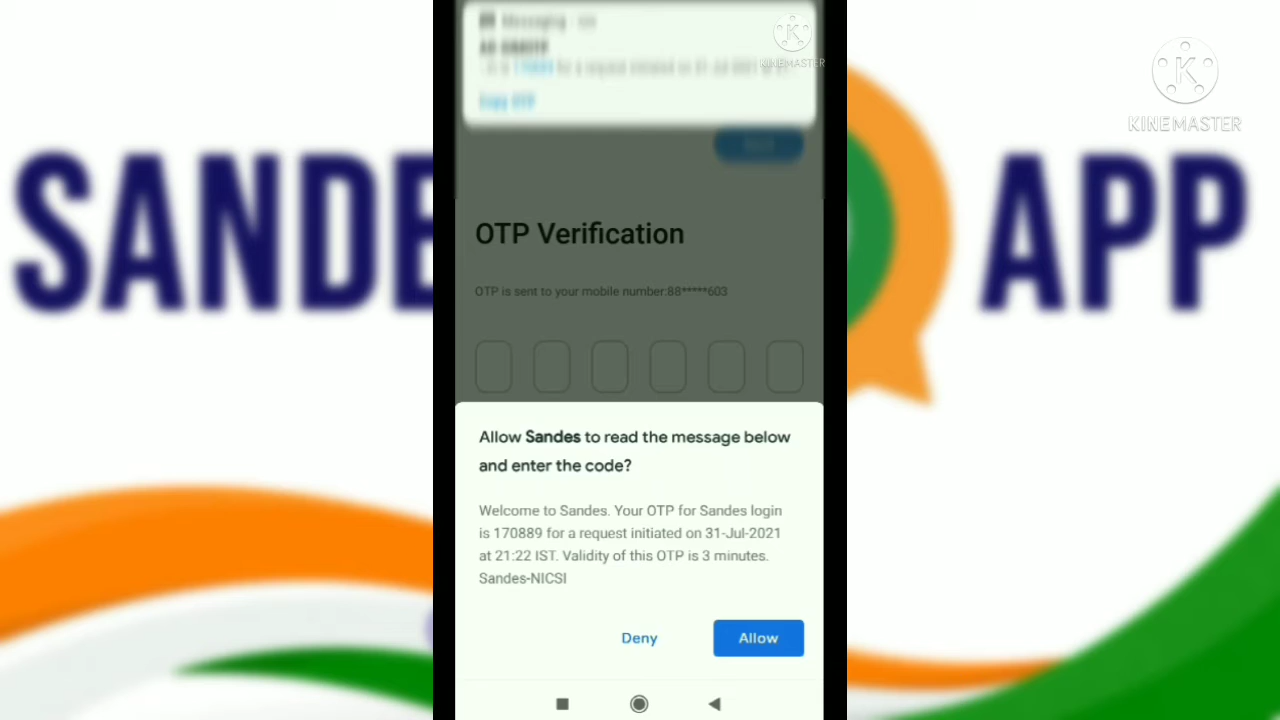 SANDE
APP
KINEMASTER
KINEMASTER
Copy OTP
OTP Verification
OTP is sent to your mobile number:88*****603
Allow Sandes to read the message below
and enter the code?
Welcome to Sandes. Your OTP for Sandes login
is 170889 for a request initiated on 31-Jul-2021
at 21:22 IST. Validity of this OTP is 3 minutes.
Sandes-NICSI
Deny
Allow